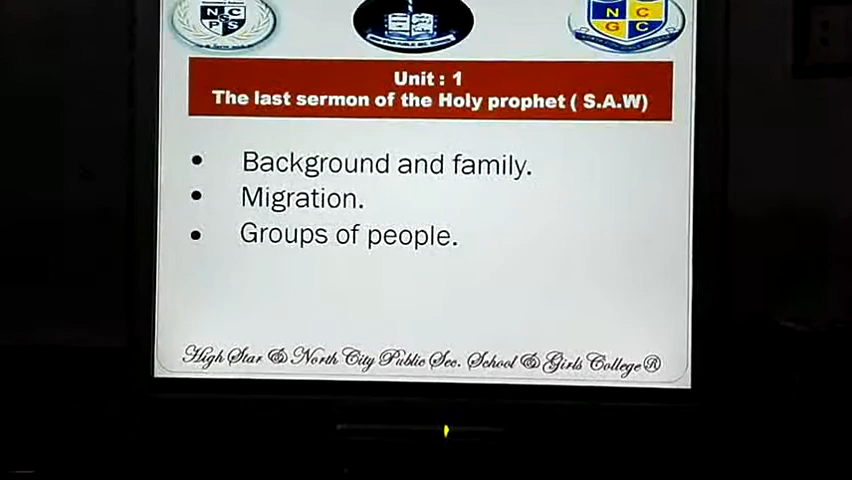 N C
S
P S
N C
G C
Unit : 1
The last sermon of the Holy prophet ( S.A.W)
• Background and family.
• Migration.
• Groups of people.
High Star & North City Public Sec. School & Girls College ®